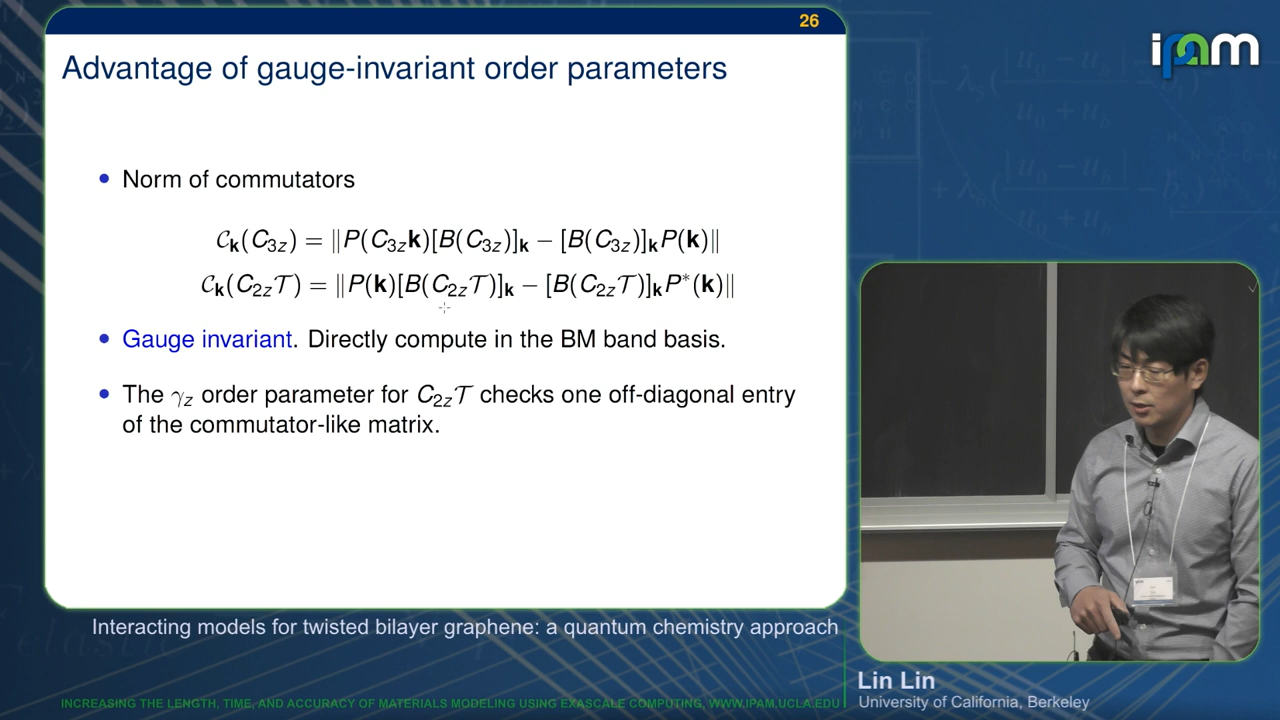 26
ipam
Advantage of gauge-invariant order parameters
• Norm of commutators
𝒞ₖ(C₃z) = ‖P(C₃zk)[B(C₃z)]ₖ − [B(C₃z)]ₖP(k)‖
𝒞ₖ(C₂z𝒯) = ‖P(k)[B(C₂z𝒯)]ₖ − [B(C₂z𝒯)]ₖP*(k)‖
• Gauge invariant. Directly compute in the BM band basis.
• The γz order parameter for C₂z𝒯 checks one off-diagonal entry
of the commutator-like matrix.
Interacting models for twisted bilayer graphene: a quantum chemistry approach
Lin Lin
University of California, Berkeley
INCREASING THE LENGTH, TIME, AND ACCURACY OF MATERIALS MODELING USING EXASCALE COMPUTING, WWW.IPAM.UCLA.EDU